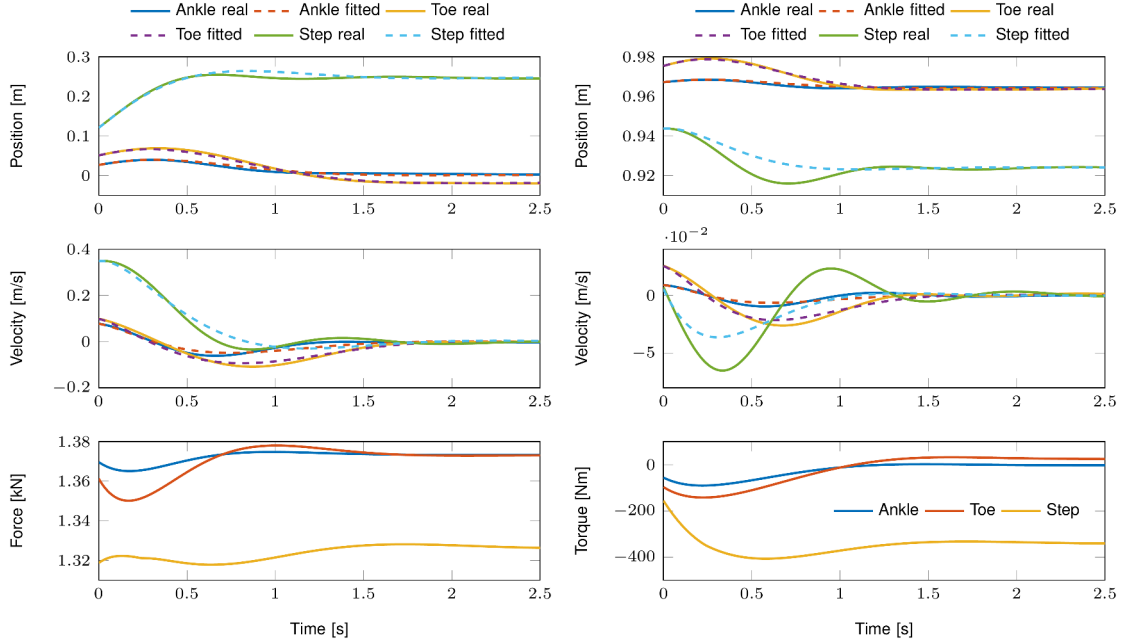 Ankle real Ankle fitted Toe real
Toe fitted Step real Step fitted
Ankle real Ankle fitted Toe real
Toe fitted Step real Step fitted
Position [m]
0.3
0.2
0.1
0
0 0.5 1 1.5 2 2.5
Position [m]
0.98
0.96
0.94
0.92
0 0.5 1 1.5 2 2.5
Velocity [m/s]
0.4
0.2
0
−0.2
0 0.5 1 1.5 2 2.5
·10−2
Velocity [m/s]
0
−5
0 0.5 1 1.5 2 2.5
Force [kN]
1.38
1.36
1.34
1.32
0 0.5 1 1.5 2 2.5
Time [s]
Torque [Nm]
0
−200
−400
Ankle Toe Step
0 0.5 1 1.5 2 2.5
Time [s]